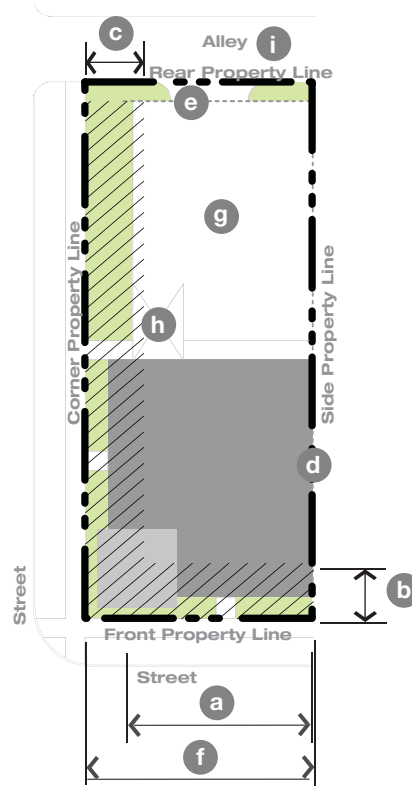 c
Alley i
Rear Property Line
e
g
Corner Property Line
Side Property Line
h
d
b
Street
Front Property Line
Street
a
f